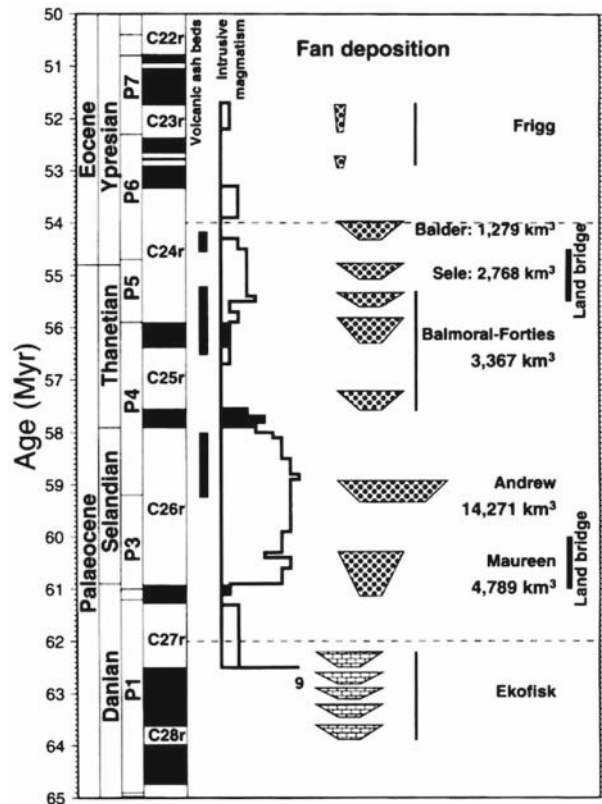 Age (Myr)
50
51
52
53
54
55
56
57
58
59
60
61
62
63
64
65
Eocene
Palaeocene
Ypresian
Thanetian
Selandian
Danian
P7
P6
P5
P4
P3
P1
C22r
C23r
C24r
C25r
C26r
C27r
C28r
Volcanic ash beds
Intrusive
magmatism
9
Fan deposition
Frigg
Balder: 1,279 km³
Sele: 2,768 km³
Land bridge
Balmoral-Forties
3,367 km³
Andrew
14,271 km³
Maureen
4,789 km³
Land bridge
Ekofisk